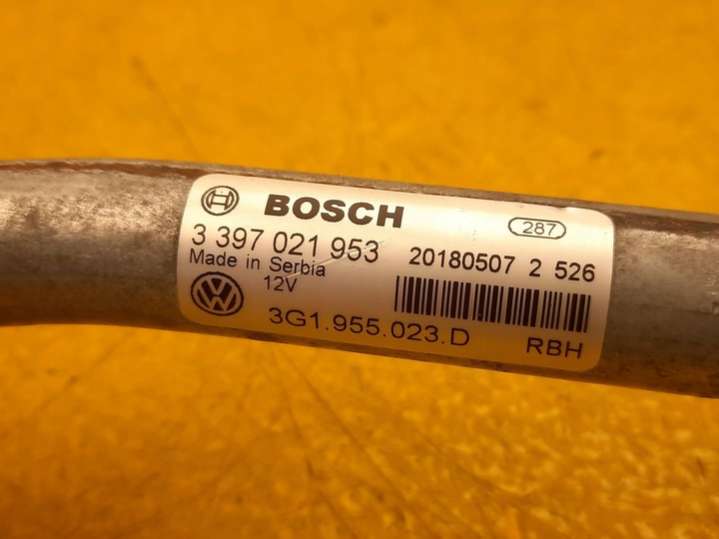 BOSCH
287
3 397 021 953
20180507 2 526
Made in Serbia
12V
3G1.955.023.D
RBH